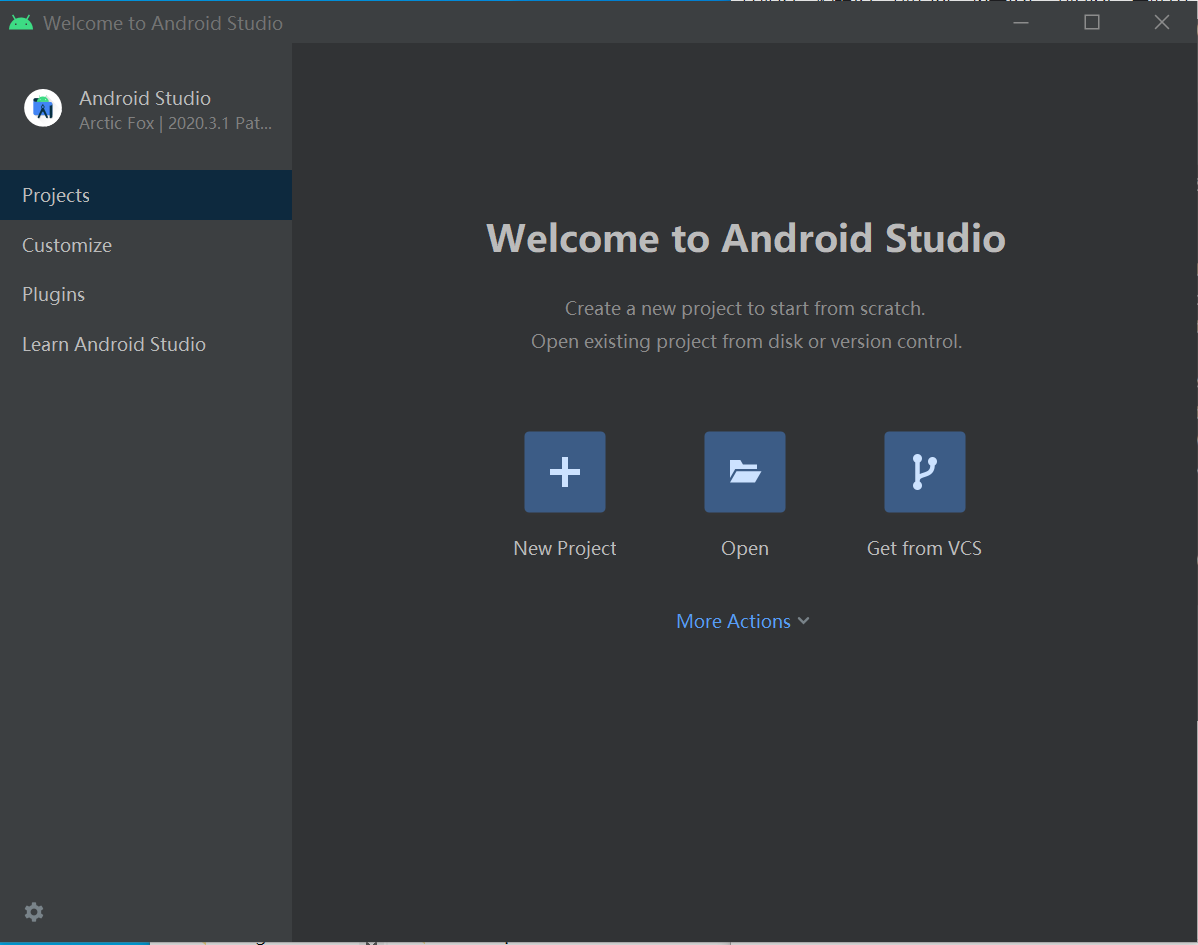 Welcome to Android Studio
Android Studio
Arctic Fox | 2020.3.1 Pat...
Projects
Customize
Plugins
Learn Android Studio
Welcome to Android Studio
Create a new project to start from scratch.
Open existing project from disk or version control.
New Project
Open
Get from VCS
More Actions